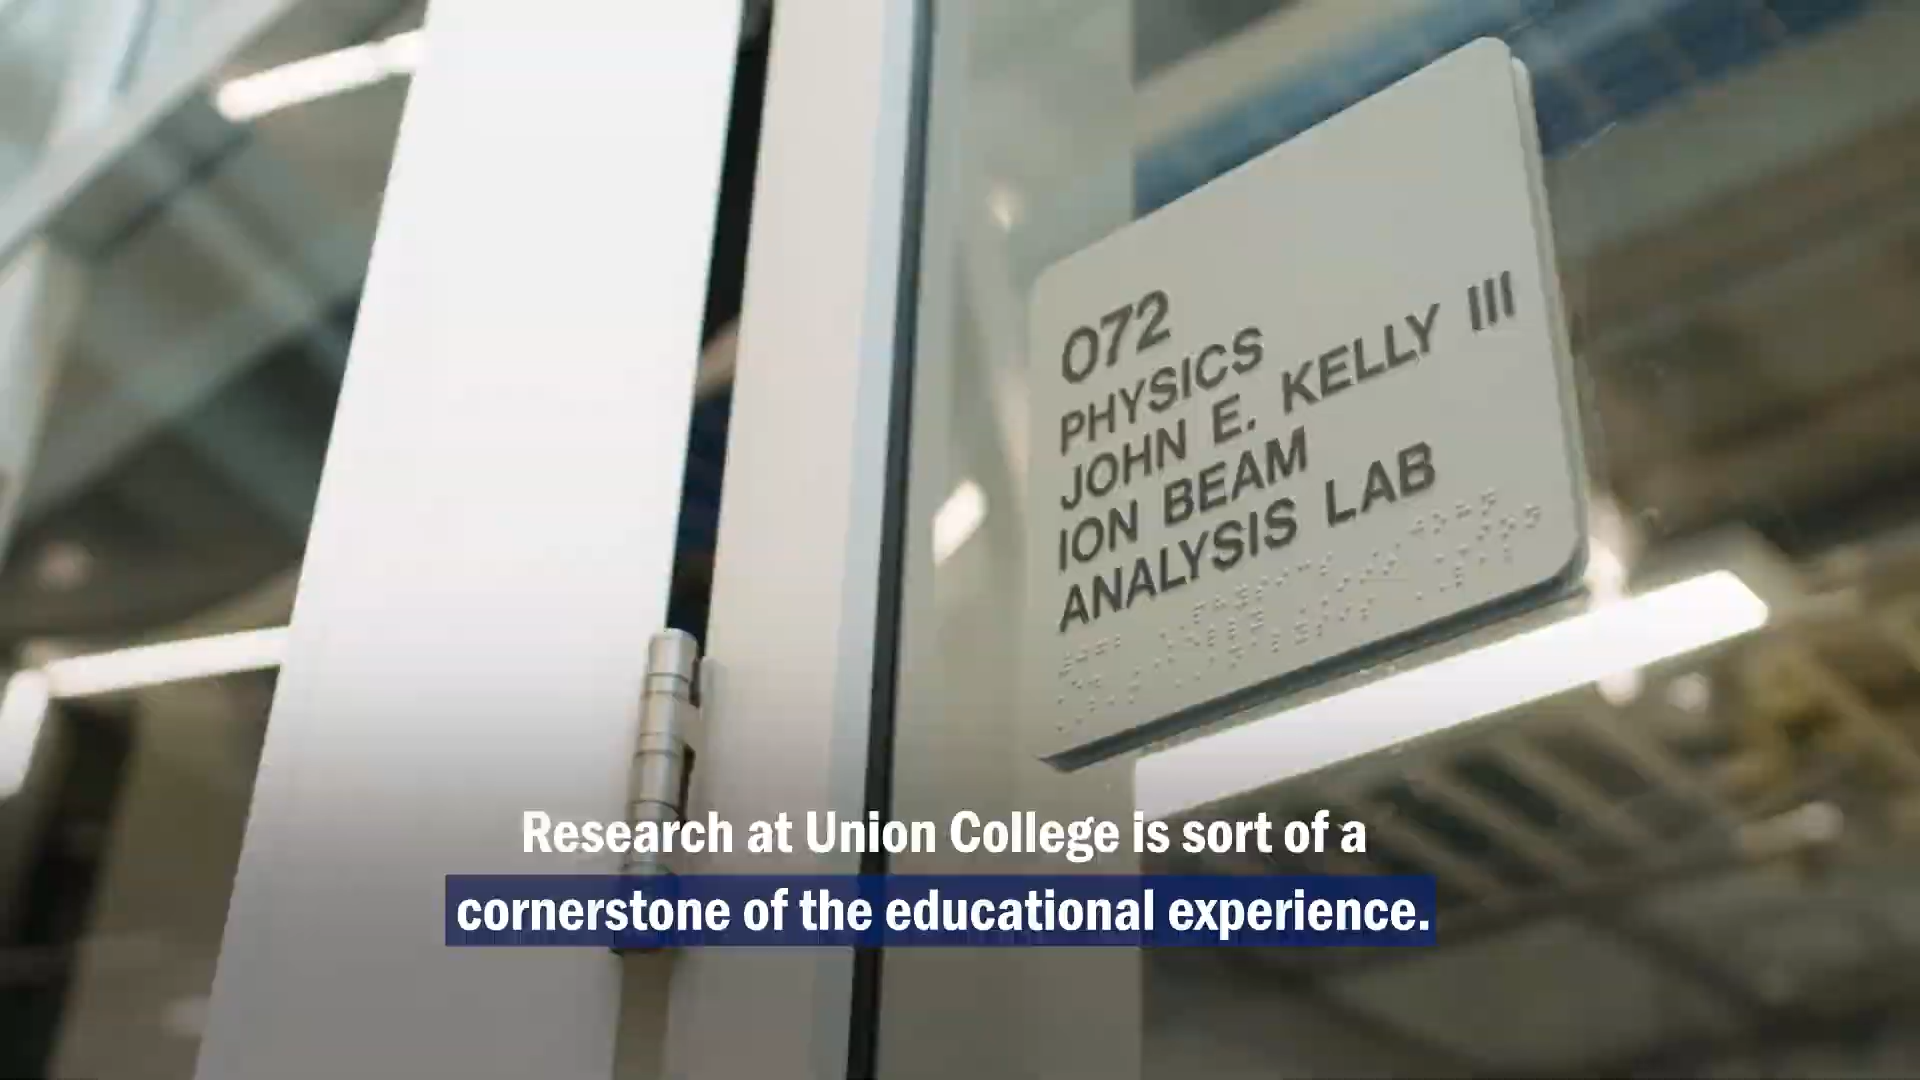 072
PHYSICS
JOHN E. KELLY III
ION BEAM
ANALYSIS LAB
Research at Union College is sort of a
cornerstone of the educational experience.